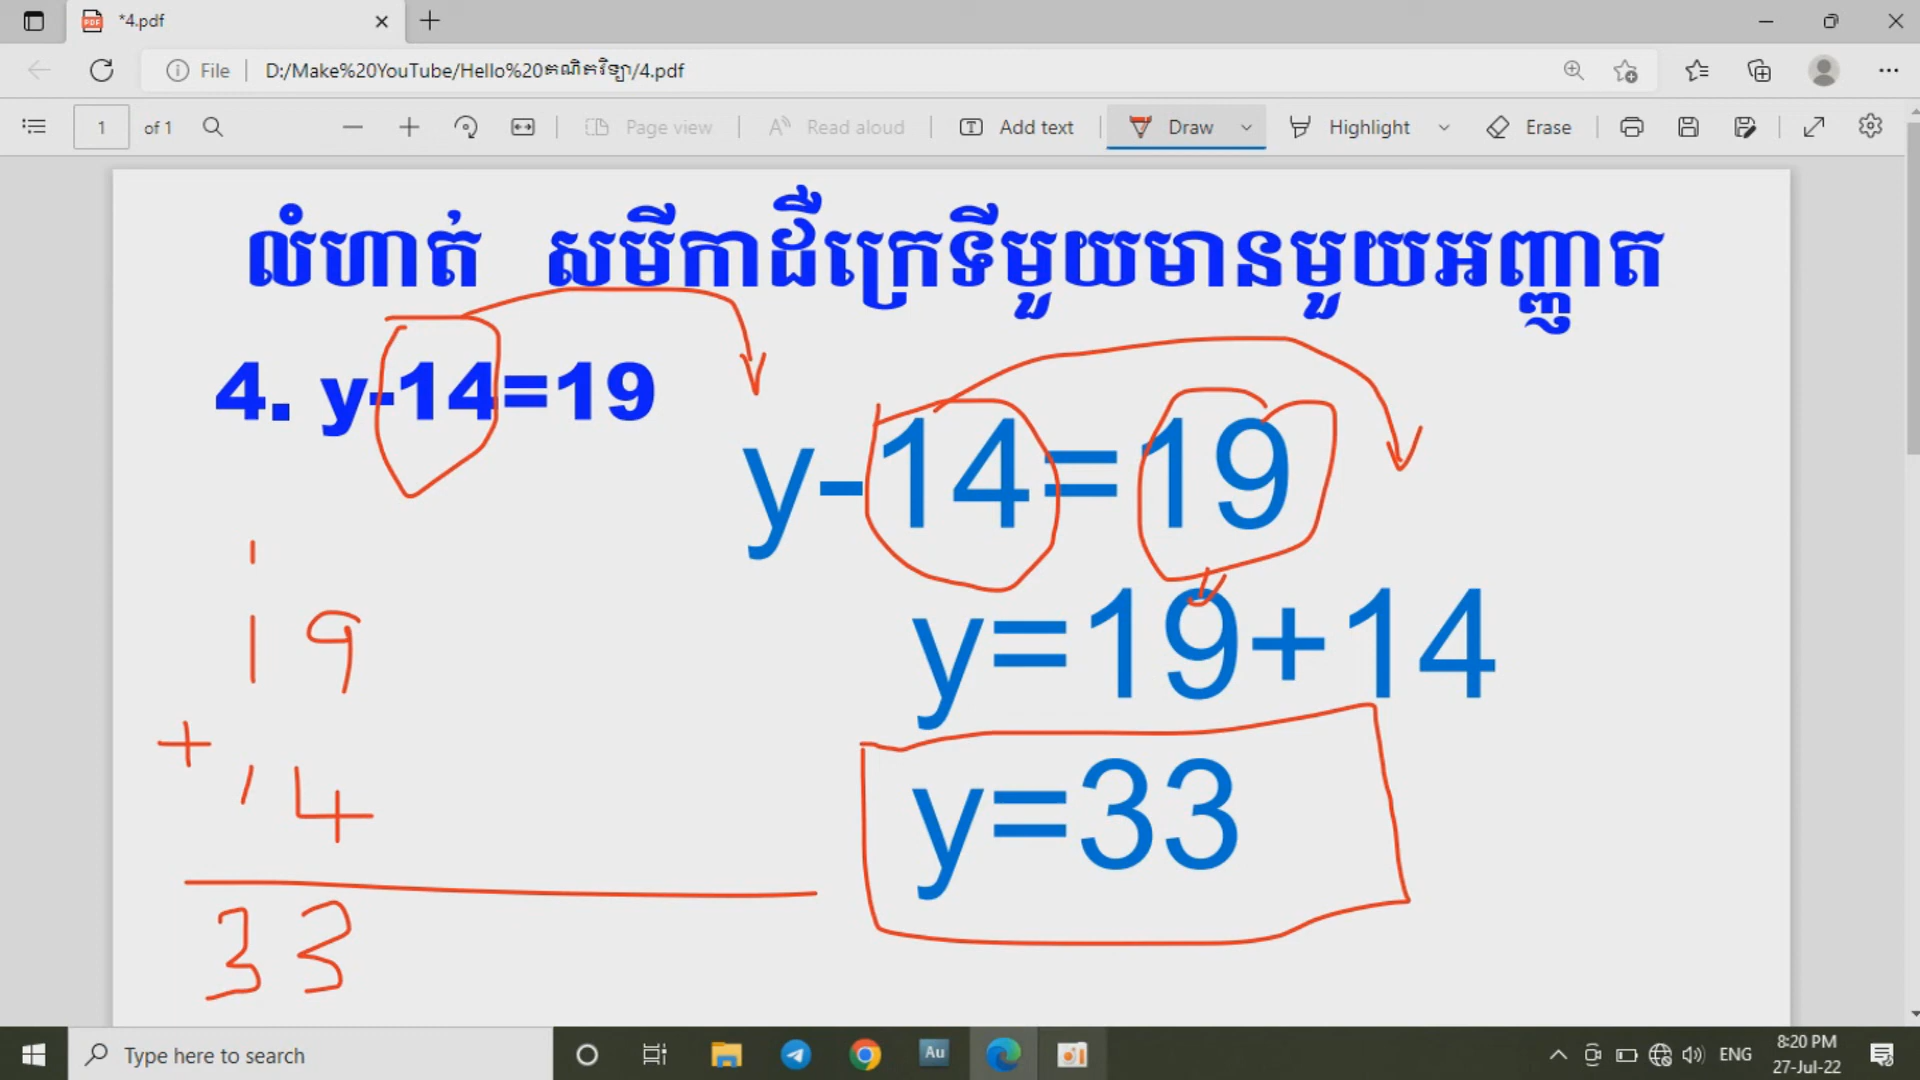 *4.pdf
File
D:/Make%20YouTube/Hello%20គណិតវិទ្យា/4.pdf
1 of 1
Page view
Read aloud
Add text
Draw
Highlight
Erase
លំហាត់ សមីការដឺក្រេទីមួយមានមួយអញ្ញាត
4. y-14=19
y-14=19
y=19+14
y=33
1
19
+
14
33
Type here to search
Au
ENG
8:20 PM
27-Jul-22